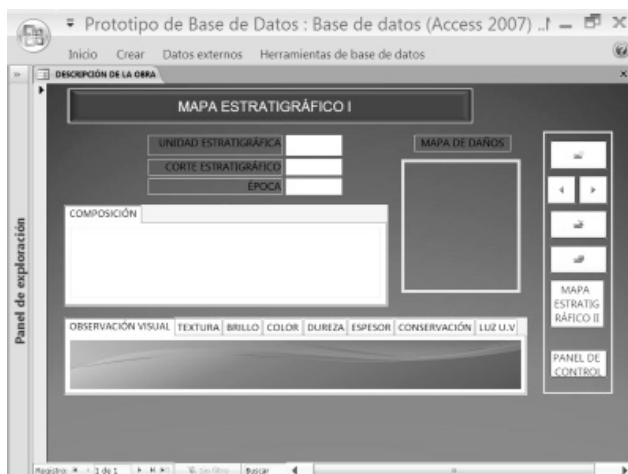 Prototipo de Base de Datos : Base de datos (Access 2007) ..
Inicio Crear Datos externos Herramientas de base de datos
DESCRIPCIÓN DE LA OBRA
MAPA ESTRATIGRÁFICO I
UNIDAD ESTRATIGRÁFICA
MAPA DE DAÑOS
CORTE ESTRATIGRÁFICO
ÉPOCA
COMPOSICIÓN
Panel de exploración
OBSERVACIÓN VISUAL TEXTURA BRILLO COLOR DUREZA ESPESOR CONSERVACIÓN LUZ U.V
MAPA
ESTRATIG
RÁFICO II
PANEL DE
CONTROL
Registro: 1 de 1 Sin filtro Buscar